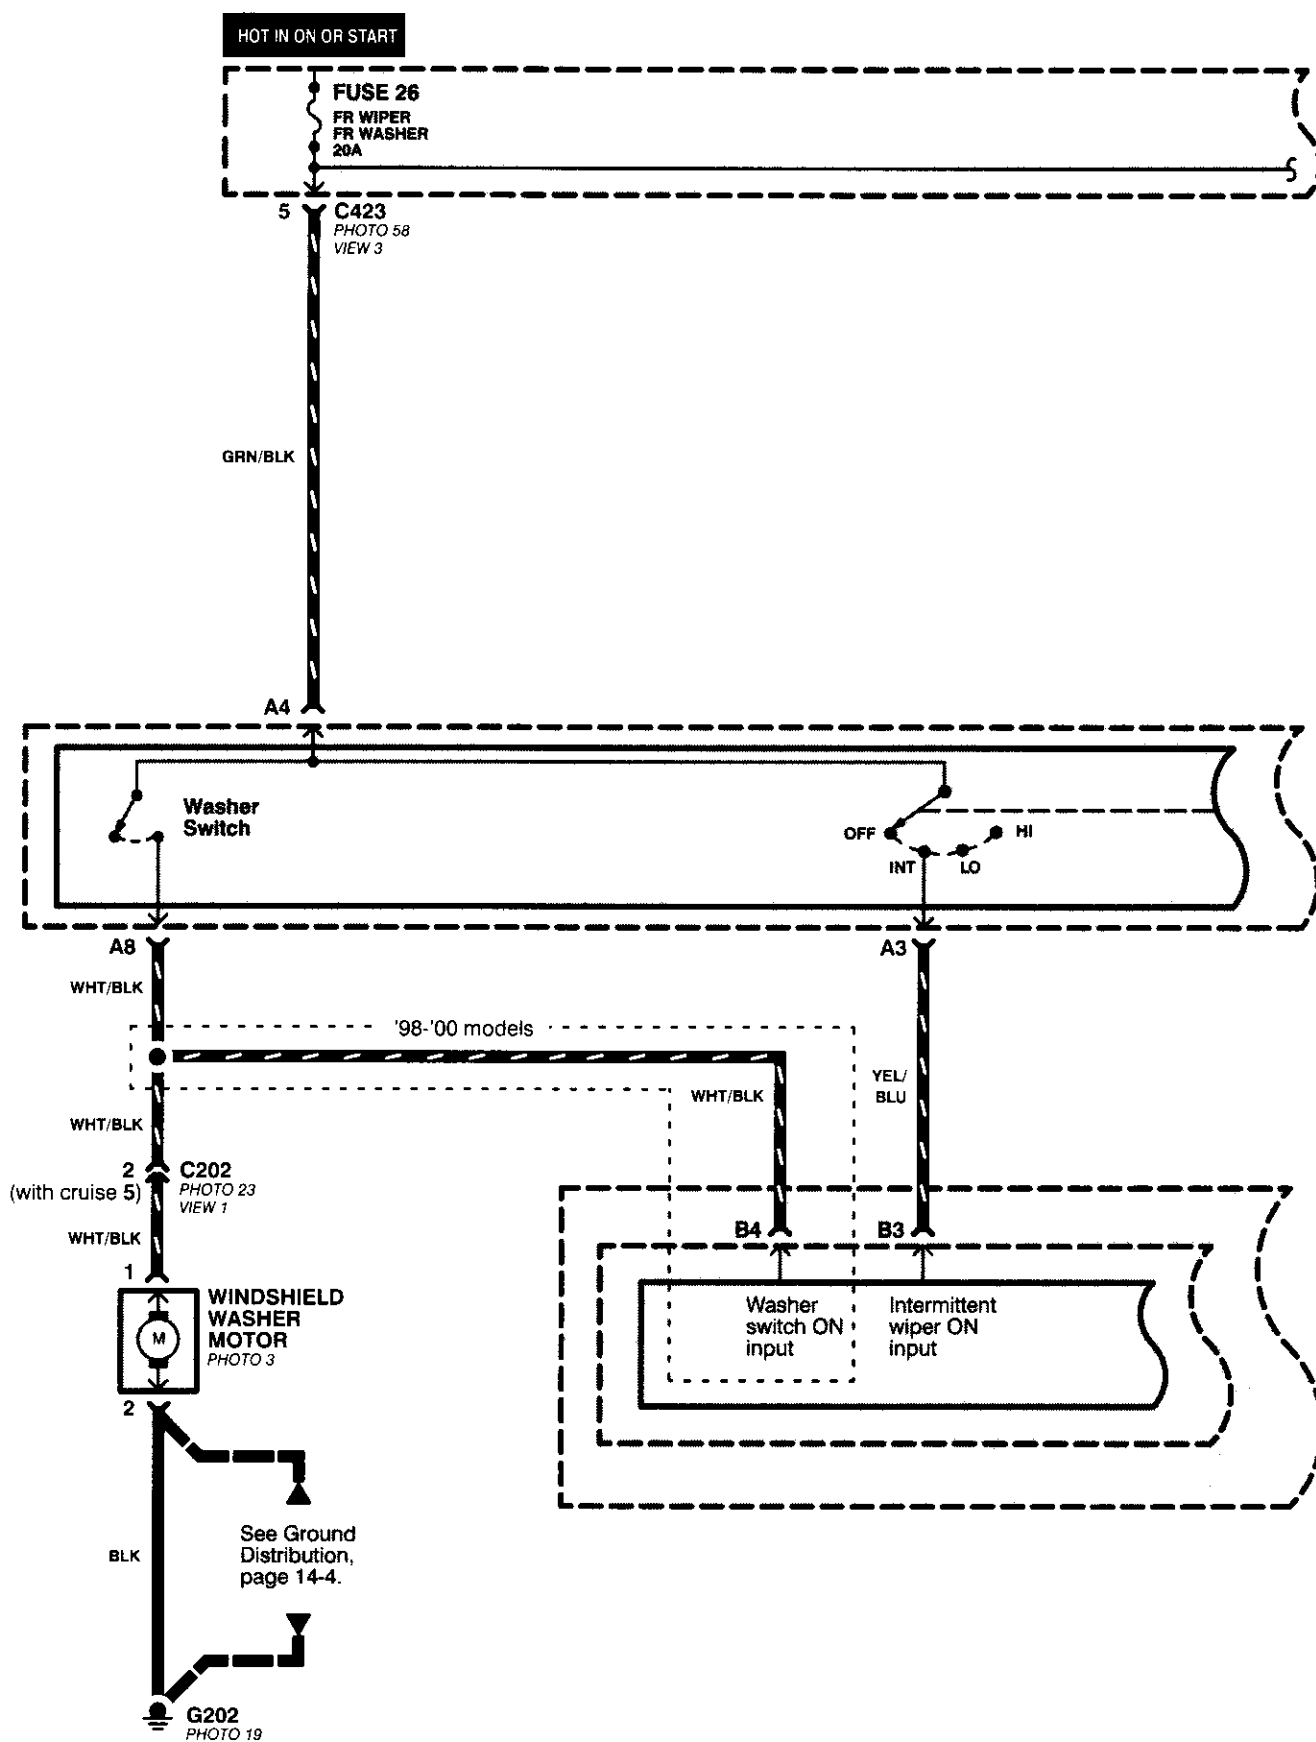 HOT IN ON OR START
FUSE 26
FR WIPER
FR WASHER
20A
5
C423
PHOTO 58
VIEW 3
GRN/BLK
A4
Washer
Switch
OFF
INT
LO
HI
A8
A3
WHT/BLK
'98-'00 models
YEL/
BLU
WHT/BLK
WHT/BLK
2
(with cruise 5)
C202
PHOTO 23
VIEW 1
WHT/BLK
B4
B3
1
WINDSHIELD
WASHER
MOTOR
PHOTO 3
M
Washer
switch ON
input
Intermittent
wiper ON
input
2
See Ground
Distribution,
page 14-4.
BLK
G202
PHOTO 19